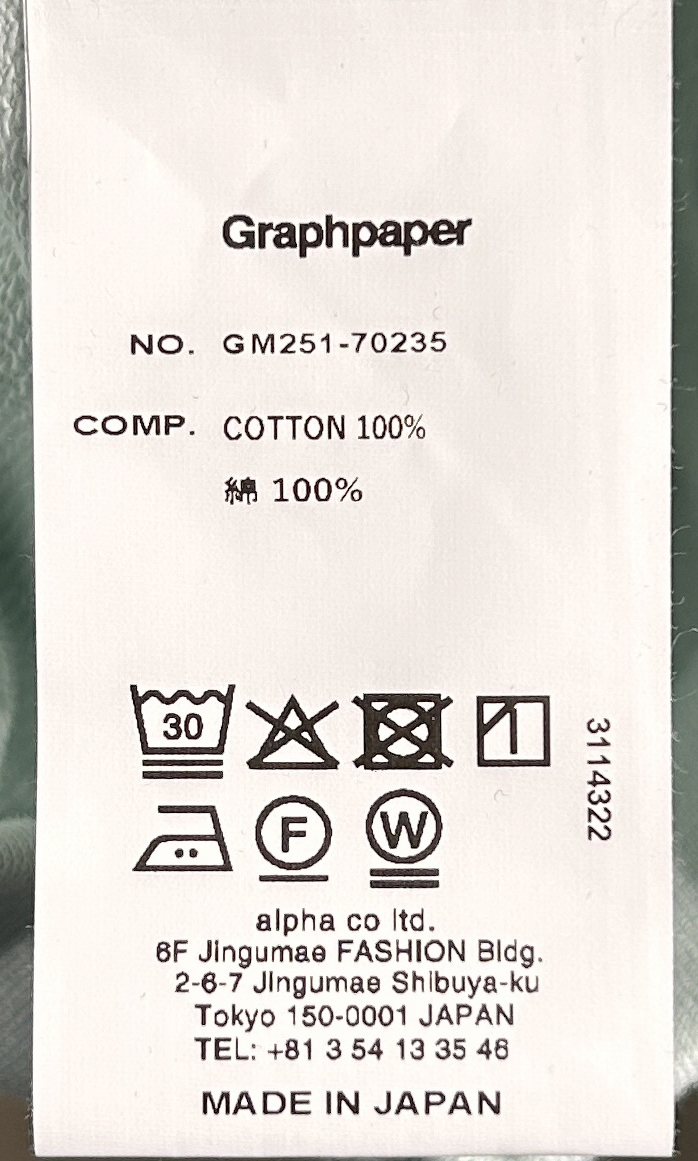 Graphpaper
NO. GM251-70235
COMP. COTTON 100%
綿 100%
30
3114322
F W
alpha co ltd.
6F Jingumae FASHION Bldg.
2-6-7 Jingumae Shibuya-ku
Tokyo 150-0001 JAPAN
TEL: +81 3 54 13 35 46
MADE IN JAPAN